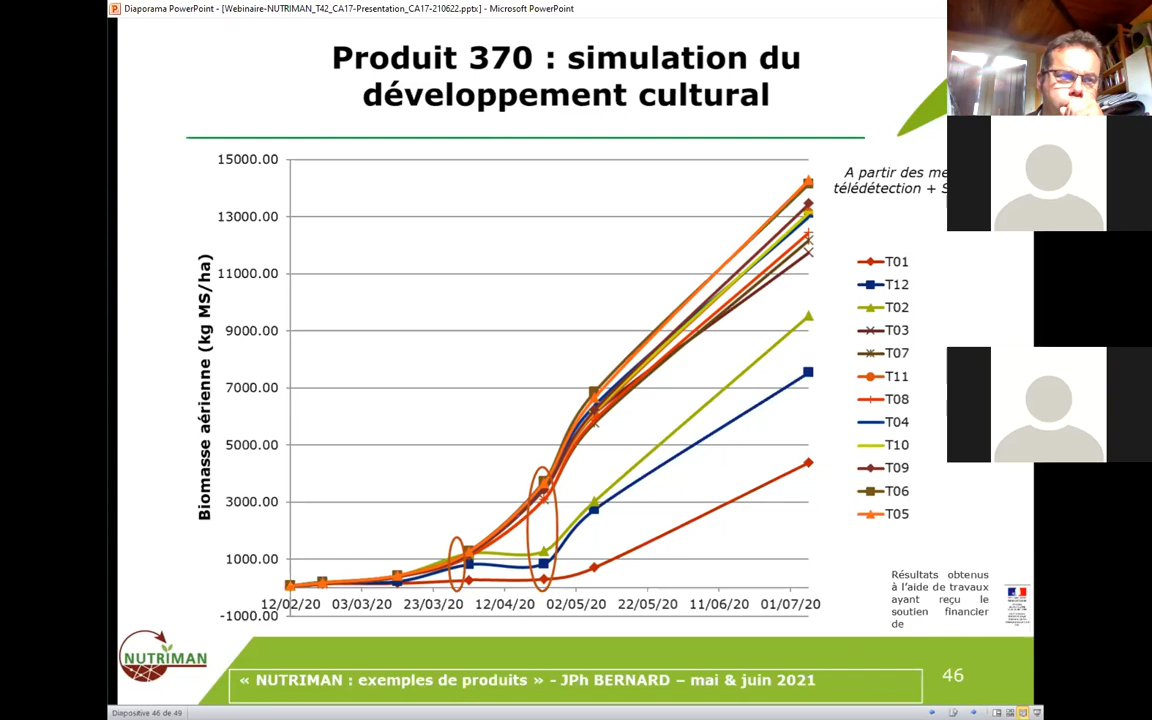 Diaporama PowerPoint - [Webinaire-NUTRIMAN_T42_CA17-Presentation_CA17-210622.pptx] - Microsoft PowerPoint
Produit 370 : simulation du
développement cultural
A partir des me
télédétection + S
15000.00
13000.00
11000.00
9000.00
7000.00
5000.00
3000.00
1000.00
-1000.00
Biomasse aérienne (kg MS/ha)
12/02/20 03/03/20 23/03/20 12/04/20 02/05/20 22/05/20 11/06/20 01/07/20
T01
T12
T02
T03
T07
T11
T08
T04
T10
T09
T06
T05
Résultats obtenus
à l'aide de travaux
ayant reçu le
soutien financier
de
NUTRIMAN
« NUTRIMAN : exemples de produits » - JPh BERNARD – mai & juin 2021
46
Diapositive 46 de 49